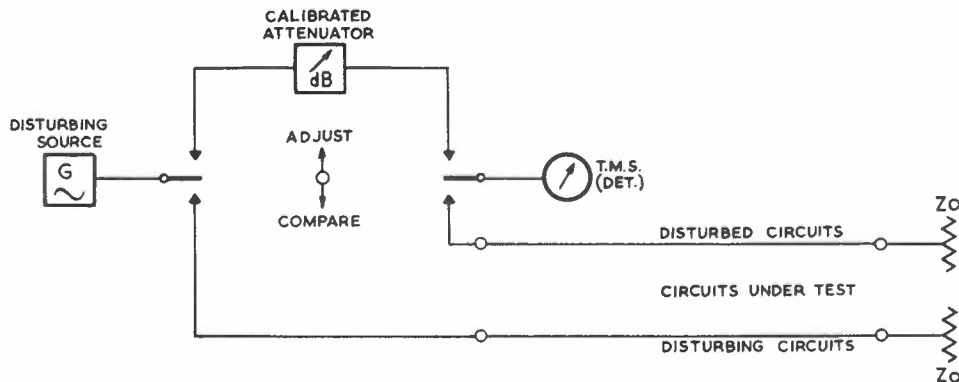 CALIBRATED
ATTENUATOR
dB
DISTURBING
SOURCE
G
ADJUST
COMPARE
T.M.S.
(DET.)
Zo
DISTURBED CIRCUITS
CIRCUITS UNDER TEST
DISTURBING CIRCUITS
Zo